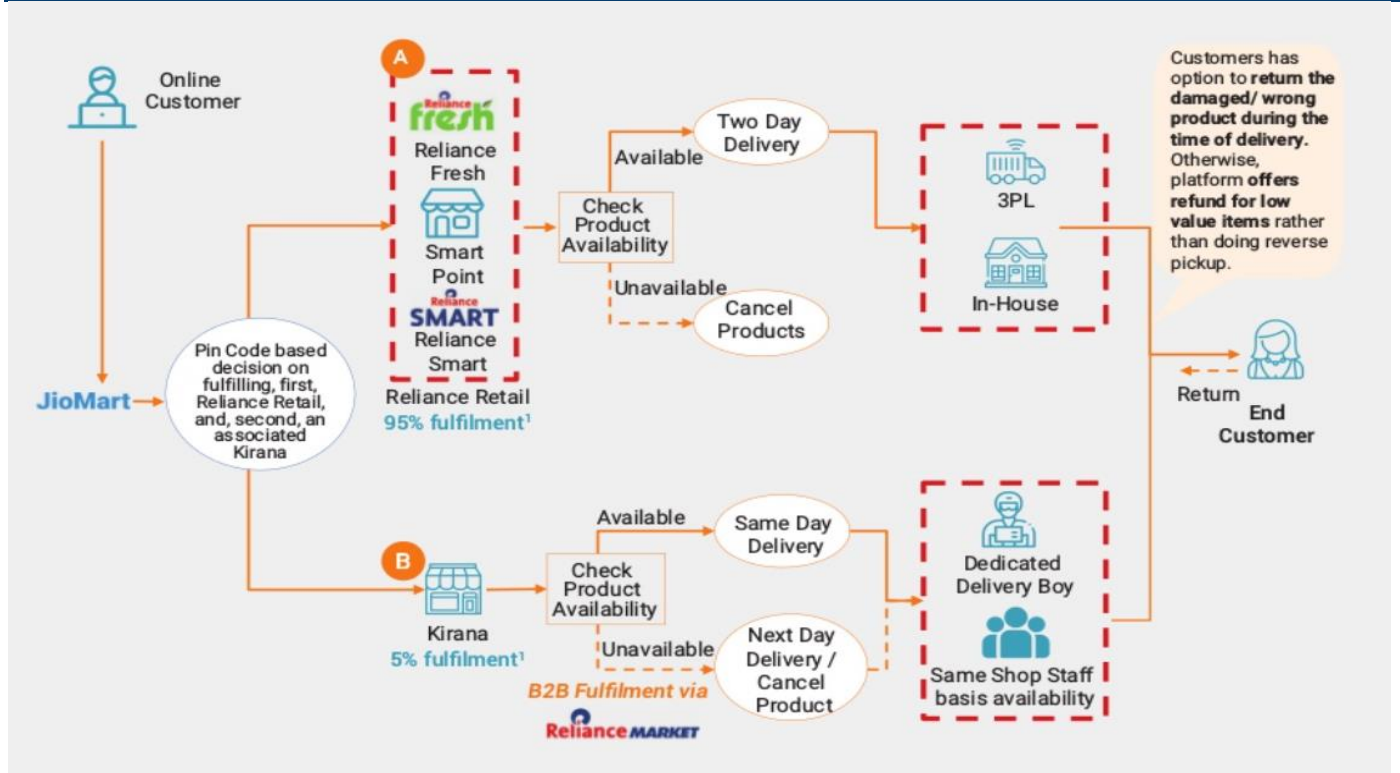 Online
Customer
JioMart
Pin Code based
decision on
fulfilling, first,
Reliance Retail,
and, second, an
associated
Kirana
A
Reliance
fresh
Reliance
Fresh
Smart
Point
Reliance
SMART
Reliance
Smart
Reliance Retail
95% fulfilment¹
Check
Product
Availability
Available
Two Day
Delivery
Unavailable
Cancel
Products
3PL
In-House
Customers has
option to return the
damaged/ wrong
product during the
time of delivery.
Otherwise,
platform offers
refund for low
value items rather
than doing reverse
pickup.
Return
End
Customer
B
Kirana
5% fulfilment¹
Check
Product
Availability
Available
Same Day
Delivery
Unavailable
Next Day
Delivery /
Cancel
Product
B2B Fulfilment via
Reliance MARKET
Dedicated
Delivery Boy
Same Shop Staff
basis availability